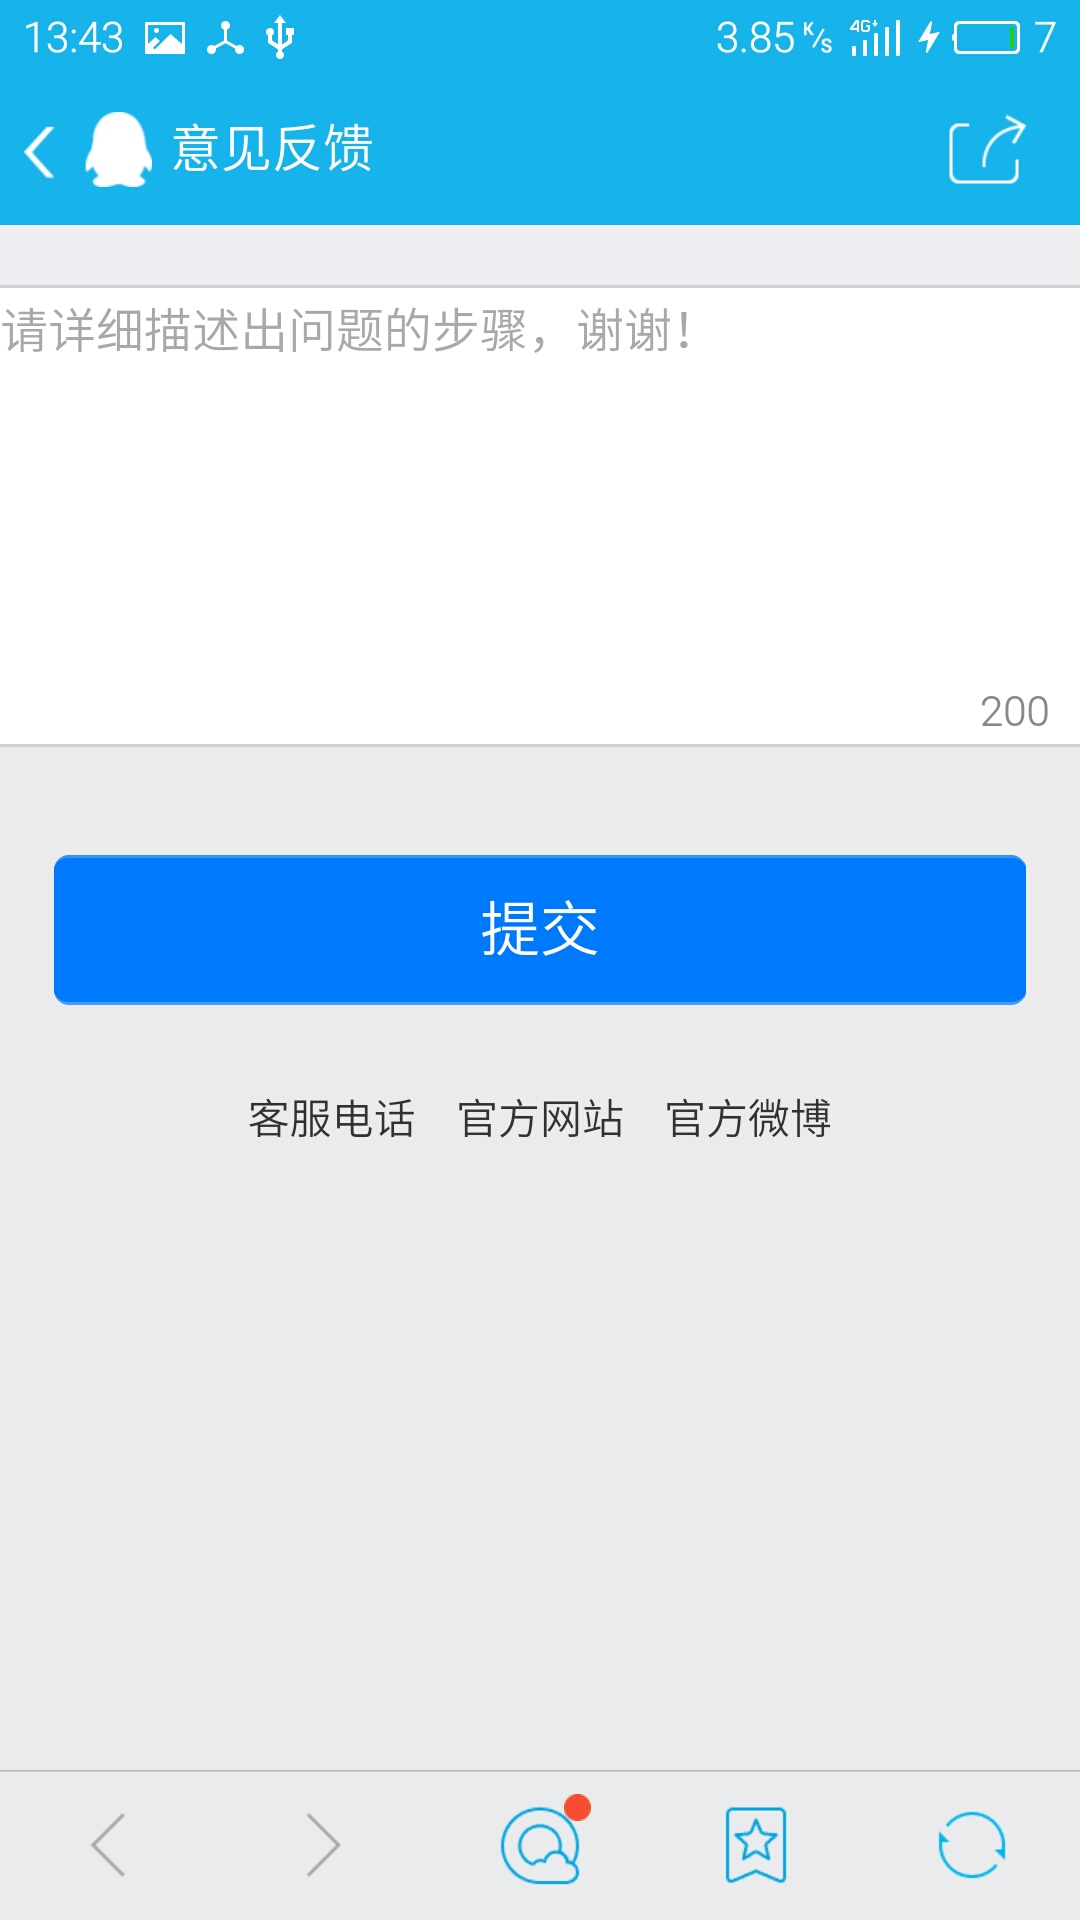 13:43 3.85 K/s 4G+ 7
意见反馈
请详细描述出问题的步骤，谢谢！
200
提交
客服电话 官方网站 官方微博